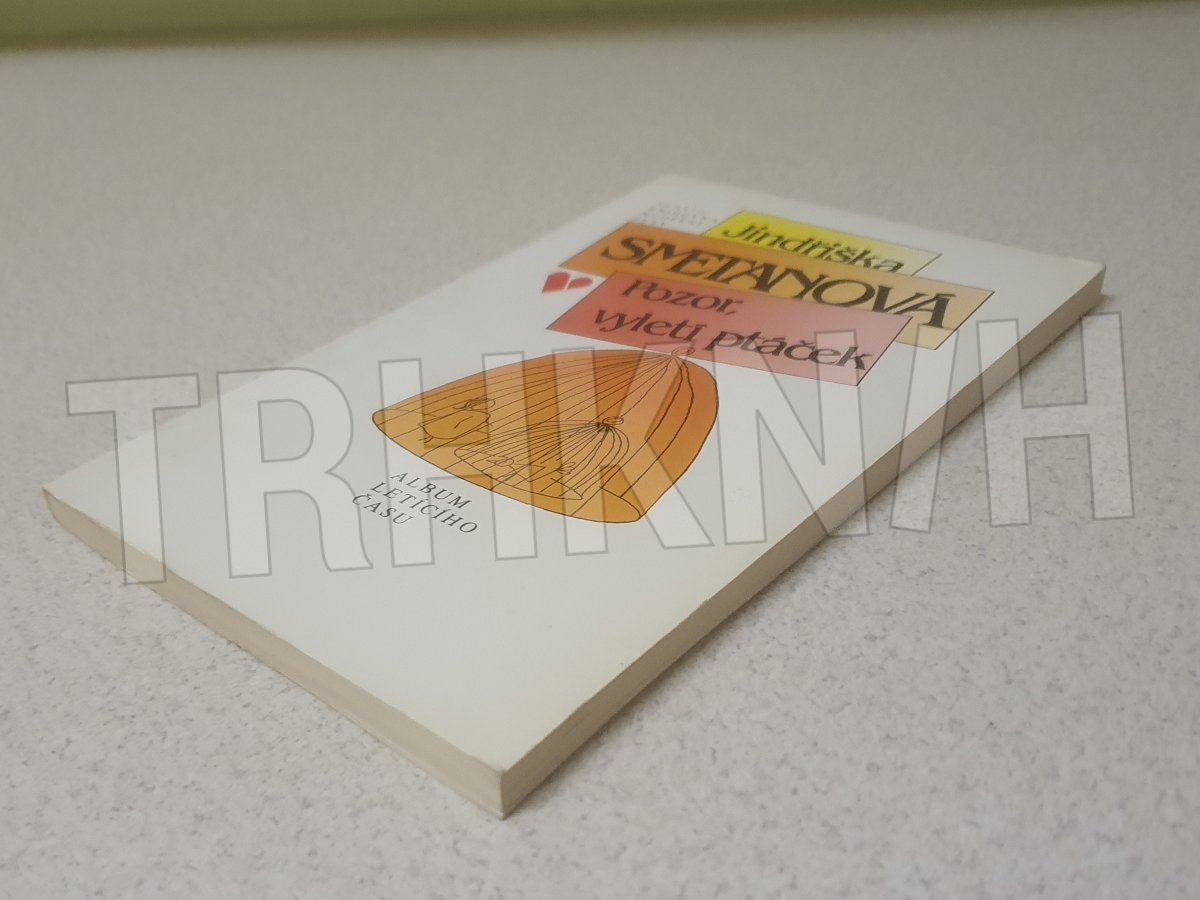 Jindřiška
SMETANOVÁ
Pozor,
vyletí ptáček
ALBUM
LETÍCÍHO
ČASU
TRHKNIH